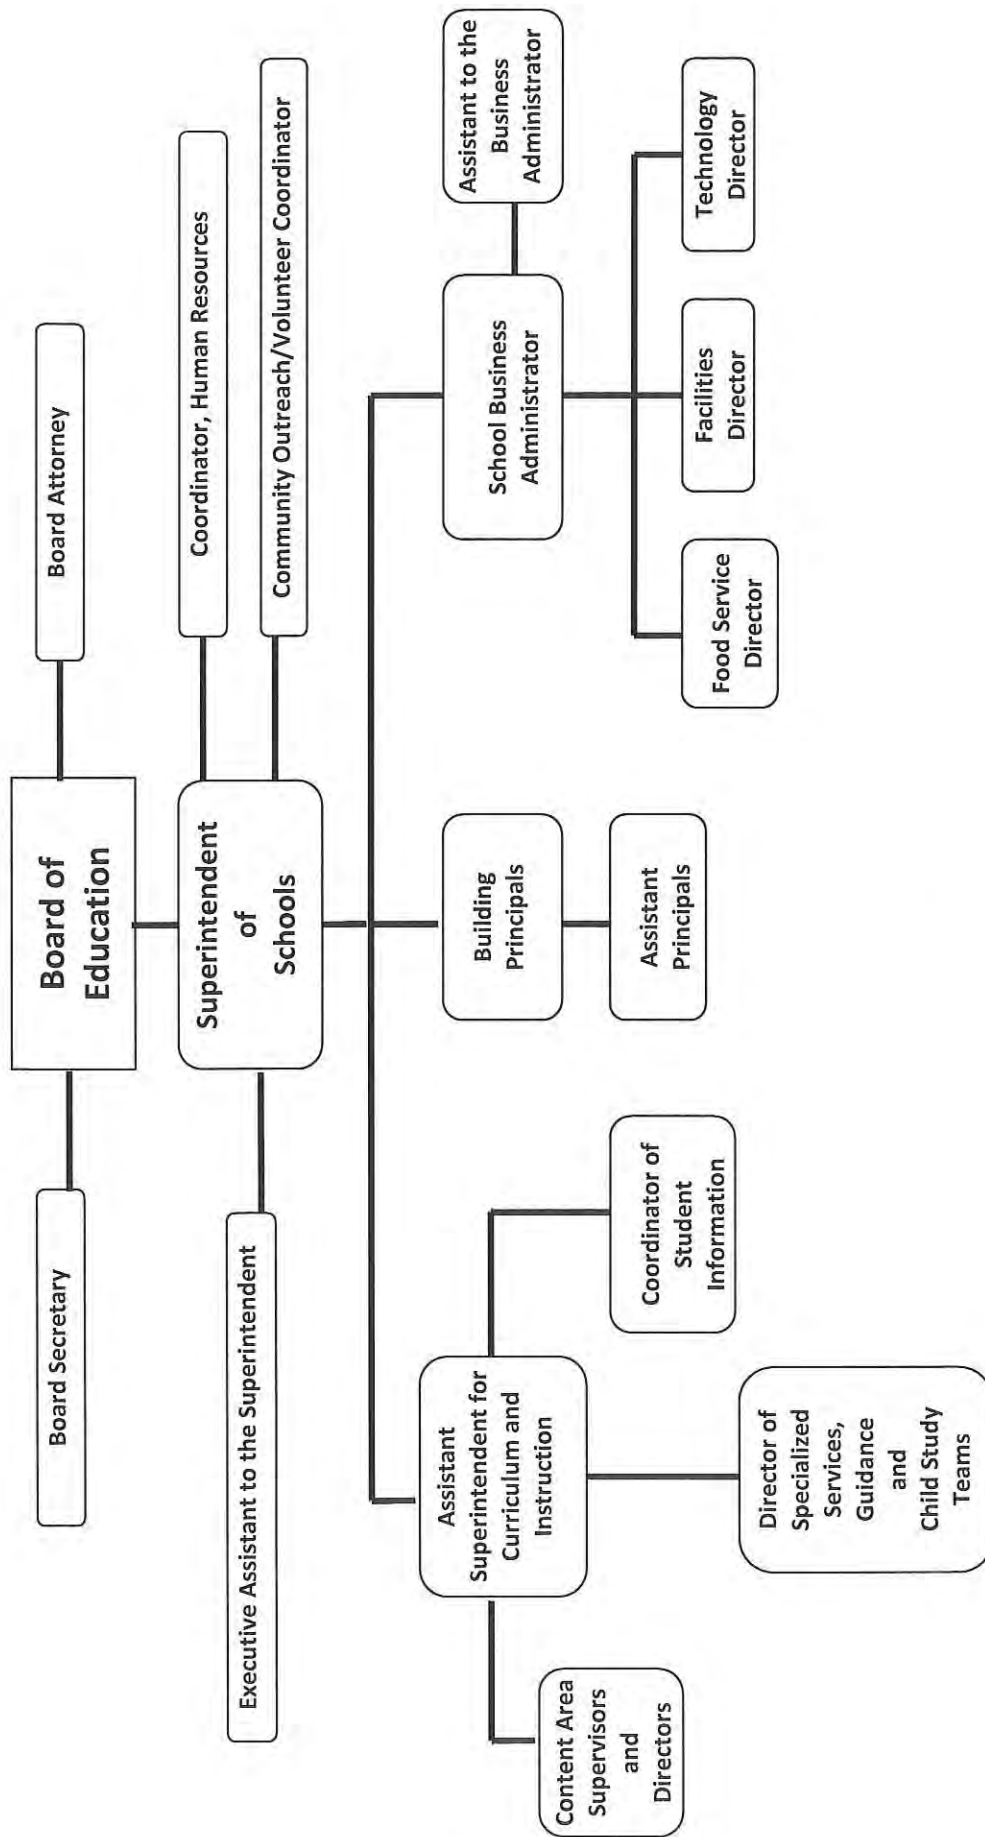 Board Secretary
Board of
Education
Board Attorney
Executive Assistant to the Superintendent
Superintendent
of
Schools
Coordinator, Human Resources
Community Outreach/Volunteer Coordinator
Assistant
Superintendent for
Curriculum and
Instruction
Building
Principals
School Business
Administrator
Assistant to the
Business
Administrator
Content Area
Supervisors
and
Directors
Coordinator of
Student
Information
Assistant
Principals
Food Service
Director
Facilities
Director
Technology
Director
Director of
Specialized
Services,
Guidance
and
Child Study
Teams